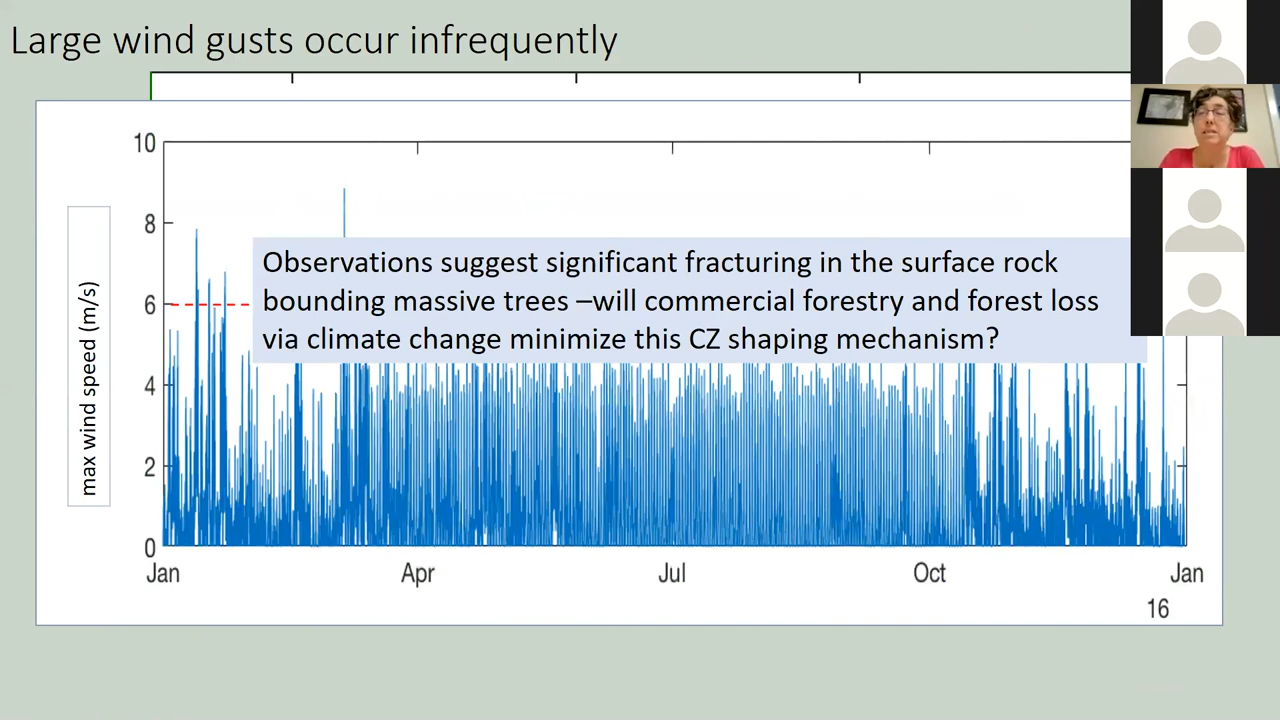 Large wind gusts occur infrequently
10
8
6
4
2
0
max wind speed (m/s)
Observations suggest significant fracturing in the surface rock
bounding massive trees –will commercial forestry and forest loss
via climate change minimize this CZ shaping mechanism?
Jan Apr Jul Oct Jan
16